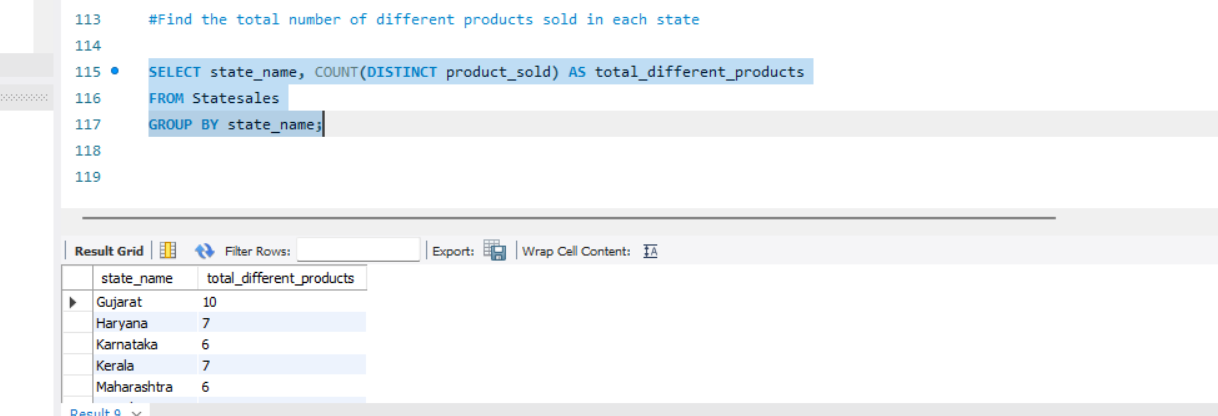 113 #Find the total number of different products sold in each state
114
115 SELECT state_name, COUNT(DISTINCT product_sold) AS total_different_products
116 FROM Statesales
117 GROUP BY state_name;
118
119
Result Grid Filter Rows: Export: Wrap Cell Content:
state_name total_different_products
Gujarat 10
Haryana 7
Karnataka 6
Kerala 7
Maharashtra 6
Result 9